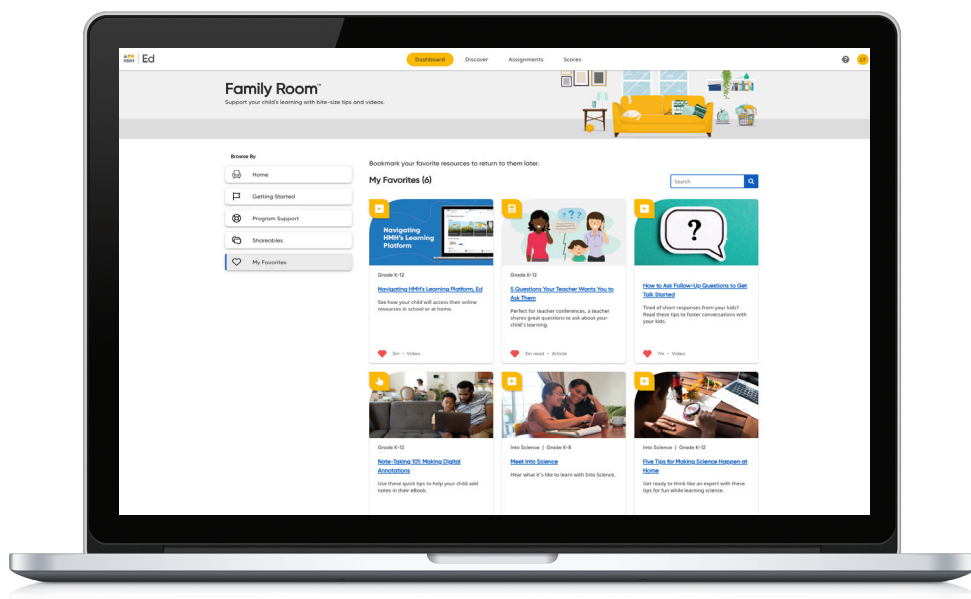 HMH Ed
Dashboard
Discover
Assignments
Scores
?
LT
Family Room™
Support your child's learning with bite-size tips and videos.
Browse By
Home
Getting Started
Program Support
Shareables
My Favorites
Bookmark your favorite resources to return to them later.
My Favorites (6)
Search
Navigating
HMH's Learning
Platform
Grade K-12
Navigating HMH's Learning Platform, Ed
See how your child will access their online
resources in school or at home.
3m • Video
? ? ?
Grade K-12
5 Questions Your Teacher Wants You to
Ask Them
Perfect for teacher conferences, a teacher
shares great questions to ask about your
child's learning.
2m read • Article
?
How to Ask Follow-Up Questions to Get
Talk Started
Tired of short responses from your kids?
Read these tips to foster conversations with
your kids.
7m • Video
Grade K-12
Note-Taking 101: Making Digital
Annotations
Use these quick tips to help your child add
notes in their eBook.
Into Science | Grade K-8
Meet Into Science
Hear what it's like to learn with Into Science.
Into Science | Grade K-12
Five Tips for Making Science Happen at
Home
Get ready to think like an expert with these
tips for fun while learning science.